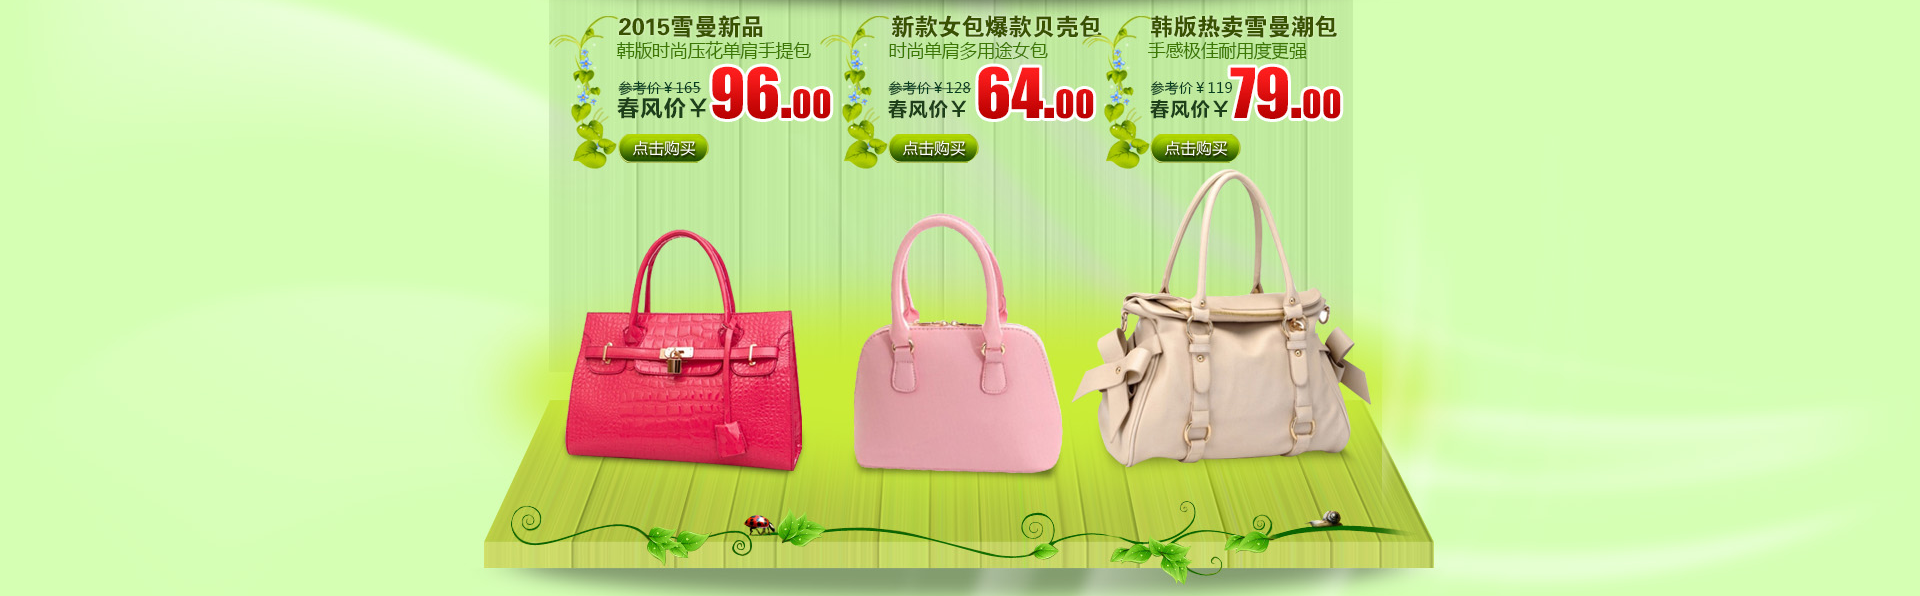 2015雪曼新品
韩版时尚压花单肩手提包
参考价￥165
春风价￥96.00
点击购买
新款女包爆款贝壳包
时尚单肩多用途女包
参考价￥128
春风价￥64.00
点击购买
韩版热卖雪曼潮包
手感极佳耐用度更强
参考价￥119
春风价￥79.00
点击购买